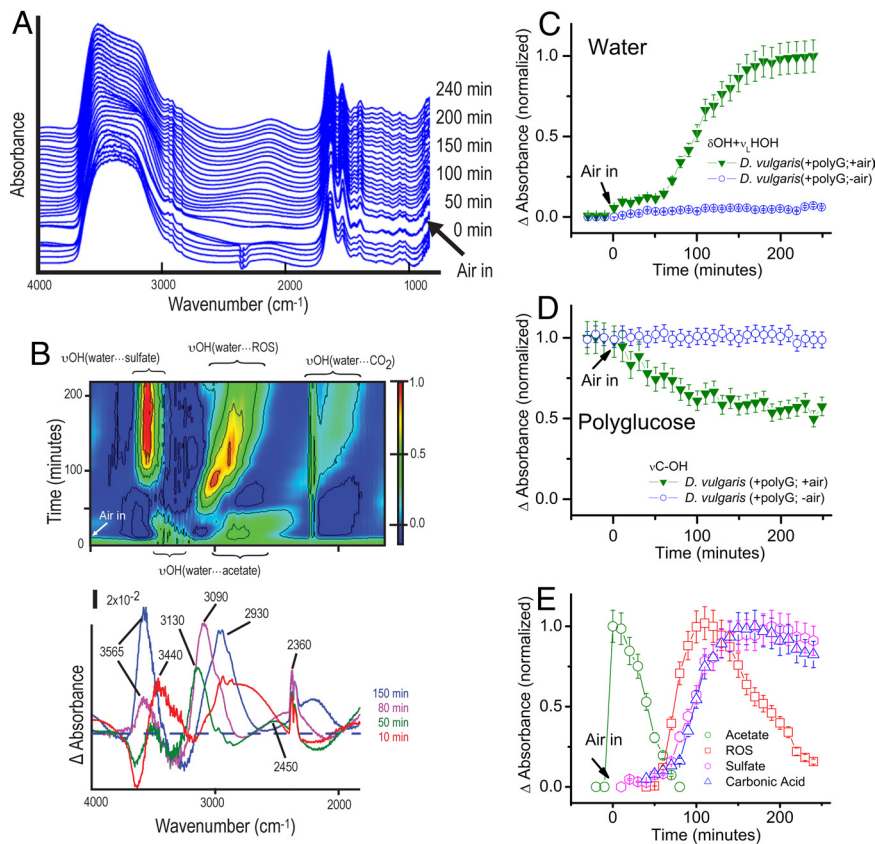 A
Absorbance
240 min
200 min
150 min
100 min
50 min
0 min
Air in
4000 3000 2000 1000
Wavenumber (cm-1)
B
υOH(water···sulfate)
υOH(water···ROS)
υOH(water···CO2)
Time (minutes)
200
100
0
Air in
1.0
0.5
0.0
υOH(water···acetate)
Δ Absorbance
2x10-2
3565
3440
3130
3090
2930
2360
2450
150 min
80 min
50 min
10 min
4000 3000 2000
Wavenumber (cm-1)
C
Water
Δ Absorbance (normalized)
1.0
0.5
0.0
Air in
δOH+νLHOH
D. vulgaris(+polyG;+air)
D. vulgaris(+polyG;-air)
0 100 200
Time (minutes)
D
Δ Absorbance (normalized)
1.0
0.5
0.0
Air in
Polyglucose
νC-OH
D. vulgaris (+polyG; +air)
D. vulgaris (+polyG; -air)
0 100 200
Time (minutes)
E
Δ Absorbance (normalized)
1.0
0.5
0.0
Air in
Acetate
ROS
Sulfate
Carbonic Acid
0 100 200
Time (minutes)